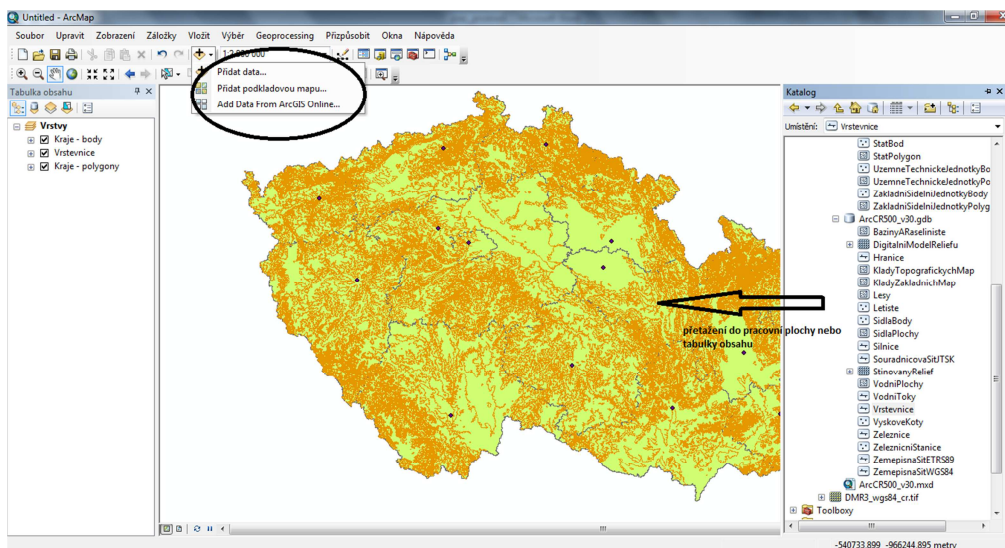 Untitled - ArcMap
Soubor Upravit Zobrazení Záložky Vložit Výběr Geoprocessing Přizpůsobit Okna Nápověda
Přidat data...
Přidat podkladovou mapu...
Add Data From ArcGIS Online...
Tabulka obsahu
Vrstvy
Kraje - body
Vrstevnice
Kraje - polygony
přetažení do pracovní plochy nebo
tabulky obsahu
Katalog
Umístění: Vrstevnice
StatBod
StatPolygon
UzemneTechnickeJednotkyBo
UzemneTechnickeJednotkyPo
ZakladniSidelniJednotkyBody
ZakladniSidelniJednotkyPolyg
ArcCR500_v30.gdb
BazinyARaseliniste
DigitalniModelReliefu
Hranice
KladyTopografickychMap
KladyZakladnichMap
Lesy
Letiste
SidlaBody
SidlaPlochy
Silnice
SouradnicovaSitJTSK
StinovanyRelief
VodniPlochy
VodniToky
Vrstevnice
VyskoveKoty
Zeleznice
ZeleznicniStanice
ZemepisnaSitETRS89
ZemepisnaSitWGS84
ArcCR500_v30.mxd
DMR3_wgs84_cr.tif
Toolboxy
-540733,899 -966244,895 metry